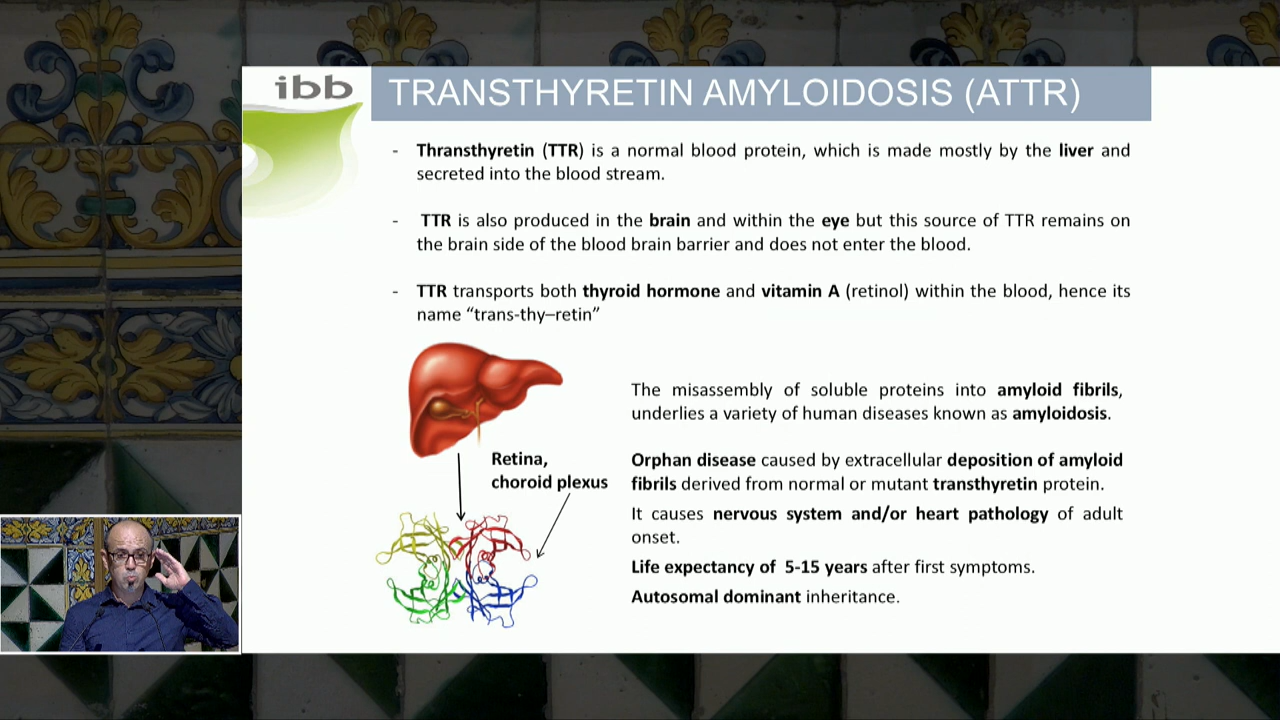 ibb
TRANSTHYRETIN AMYLOIDOSIS (ATTR)
- Thransthyretin (TTR) is a normal blood protein, which is made mostly by the liver and
secreted into the blood stream.
- TTR is also produced in the brain and within the eye but this source of TTR remains on
the brain side of the blood brain barrier and does not enter the blood.
- TTR transports both thyroid hormone and vitamin A (retinol) within the blood, hence its
name “trans-thy–retin”
Retina,
choroid plexus
The misassembly of soluble proteins into amyloid fibrils,
underlies a variety of human diseases known as amyloidosis.
Orphan disease caused by extracellular deposition of amyloid
fibrils derived from normal or mutant transthyretin protein.
It causes nervous system and/or heart pathology of adult
onset.
Life expectancy of 5-15 years after first symptoms.
Autosomal dominant inheritance.